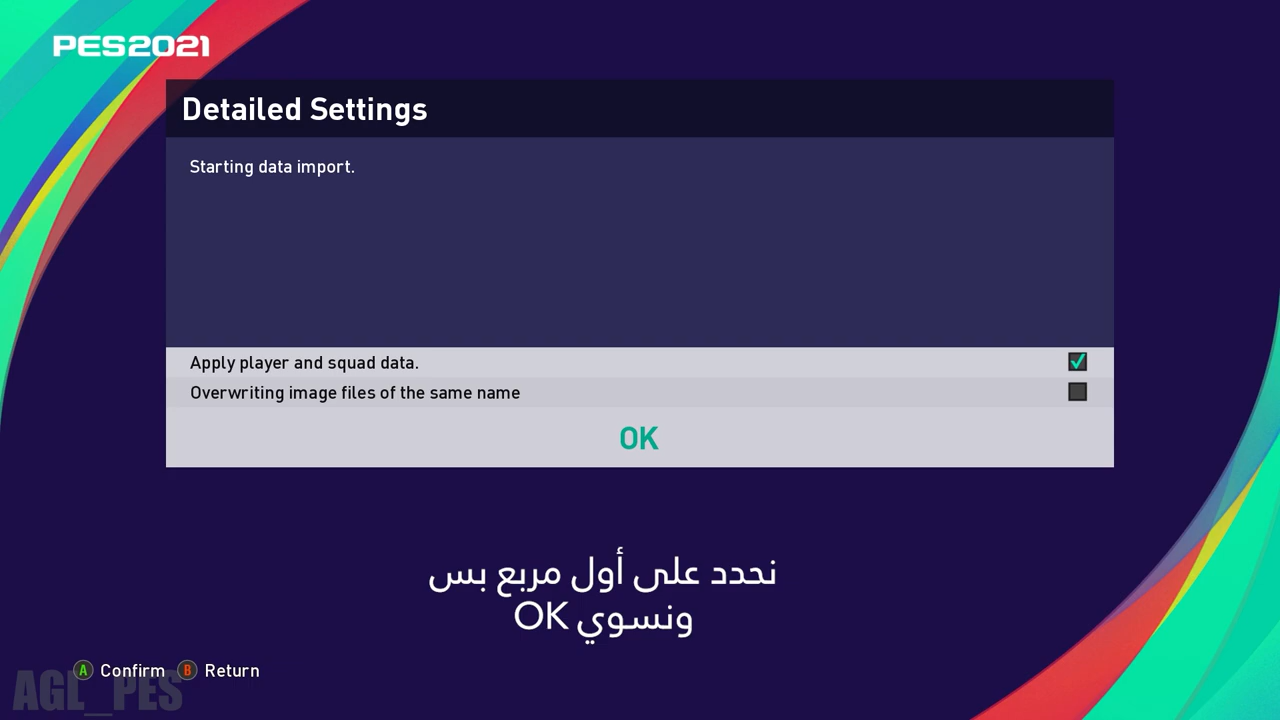 PES2021
Detailed Settings
Starting data import.
Apply player and squad data.
Overwriting image files of the same name
OK
نحدد على أول مربع بس
ونسوي OK
A Confirm B Return
AGL_PES